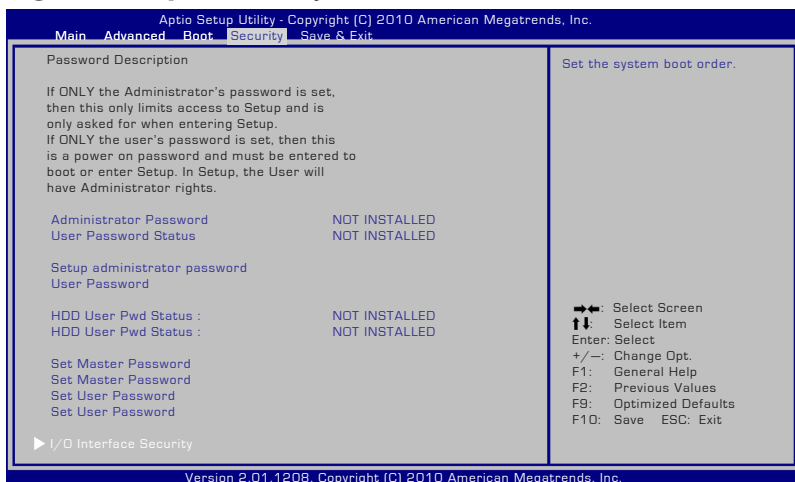 Aptio Setup Utility - Copyright (C) 2010 American Megatrends, Inc.
Main Advanced Boot Security Save & Exit
Password Description
If ONLY the Administrator's password is set,
then this only limits access to Setup and is
only asked for when entering Setup.
If ONLY the user's password is set, then this
is a power on password and must be entered to
boot or enter Setup. In Setup, the User will
have Administrator rights.
Administrator Password NOT INSTALLED
User Password Status NOT INSTALLED
Setup administrator password
User Password
HDD User Pwd Status : NOT INSTALLED
HDD User Pwd Status : NOT INSTALLED
Set Master Password
Set Master Password
Set User Password
Set User Password
I/O Interface Security
Set the system boot order.
→←: Select Screen
↑↓: Select Item
Enter: Select
+/—: Change Opt.
F1: General Help
F2: Previous Values
F9: Optimized Defaults
F10: Save ESC: Exit
Version 2.01.1208. Copyright (C) 2010 American Megatrends, Inc.